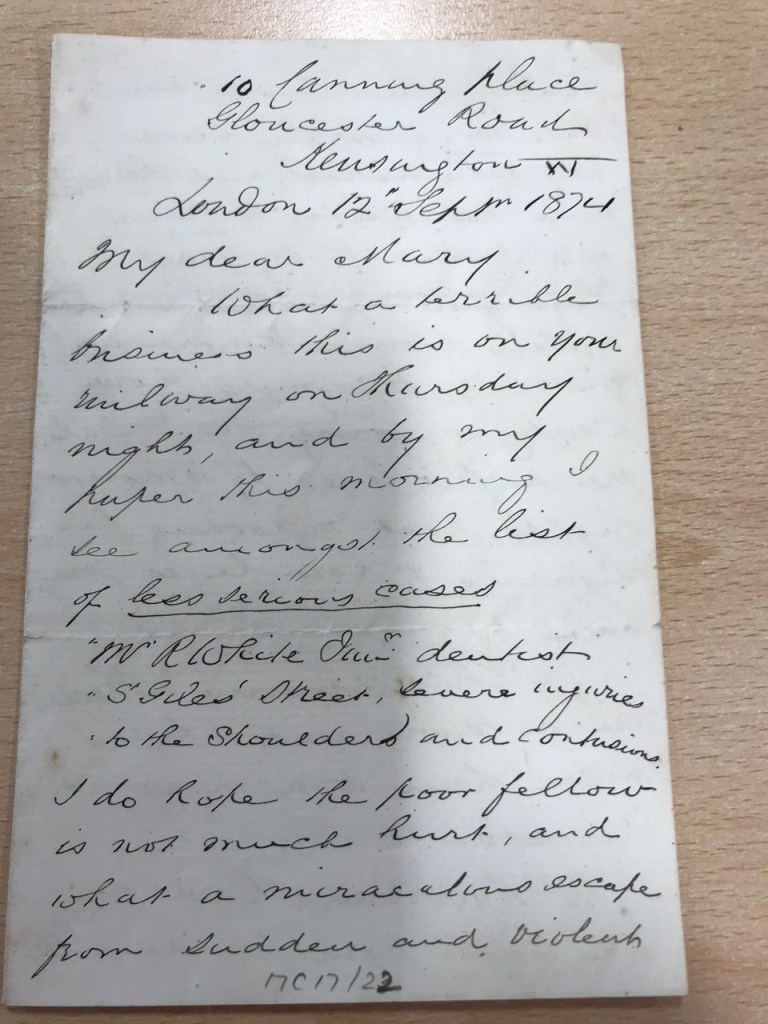 10 Canning Place
Gloucester Road
Kensington
London 12" Septm 1874
My dear Mary
What a terrible
business this is on your
railway on Thursday
night, and by my
paper this morning I
see amongst the list
of less serious cases
"Mr R White Junr dentist
"St Giles' Street, severe injuries
to the Shoulders and Contusions.
I do hope the poor fellow
is not much hurt, and
what a miraculous escape
from sudden and violent
MC17/22